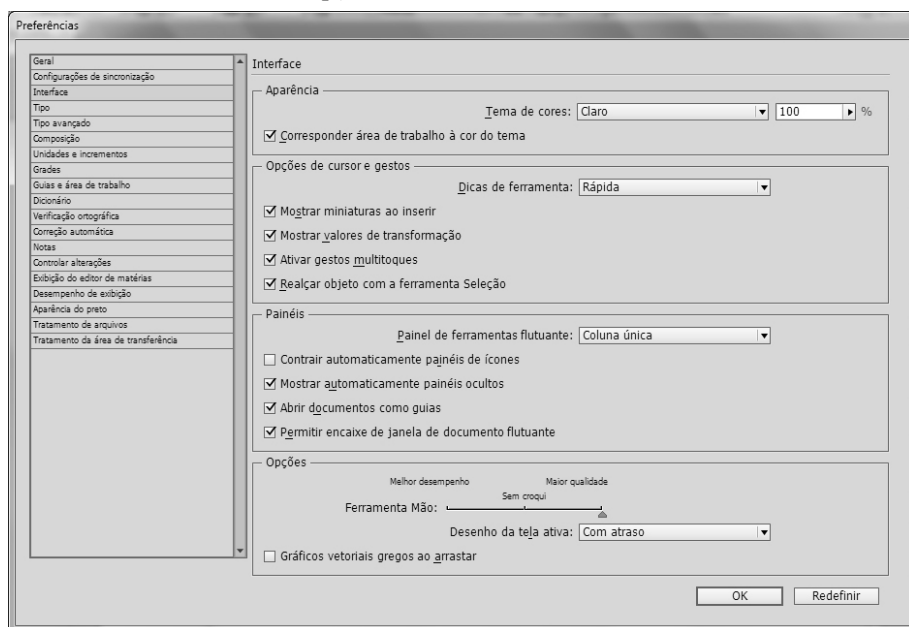 Preferências
Geral
Configurações de sincronização
Interface
Tipo
Tipo avançado
Composição
Unidades e incrementos
Grades
Guias e área de trabalho
Dicionário
Verificação ortográfica
Correção automática
Notas
Controlar alterações
Exibição do editor de matérias
Desempenho de exibição
Aparência do preto
Tratamento de arquivos
Tratamento da área de transferência
Interface
Aparência
Tema de cores: Claro 100 %
Corresponder área de trabalho à cor do tema
Opções de cursor e gestos
Dicas de ferramenta: Rápida
Mostrar miniaturas ao inserir
Mostrar valores de transformação
Ativar gestos multitoques
Realçar objeto com a ferramenta Seleção
Painéis
Painel de ferramentas flutuante: Coluna única
Contrair automaticamente painéis de ícones
Mostrar automaticamente painéis ocultos
Abrir documentos como guias
Permitir encaixe de janela de documento flutuante
Opções
Melhor desempenho Maior qualidade
Sem croqui
Ferramenta Mão:
Desenho da tela ativa: Com atraso
Gráficos vetoriais gregos ao arrastar
OK Redefinir